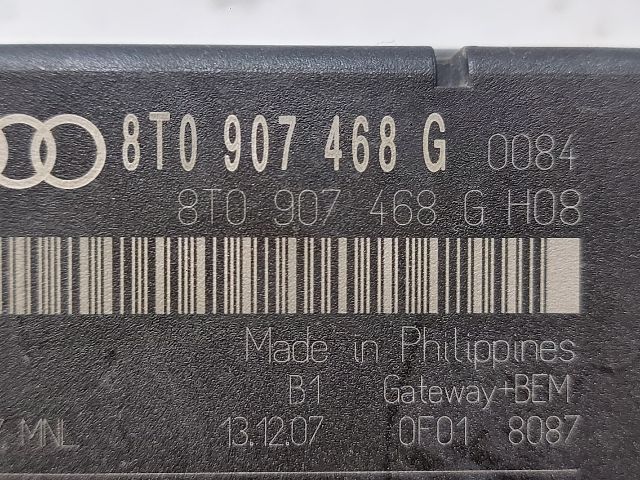 8T0 907 468 G 0084
8T0 907 468 G H08
Made in Philippines
B1 Gateway+BEM
MNL 13.12.07 0F01 8087